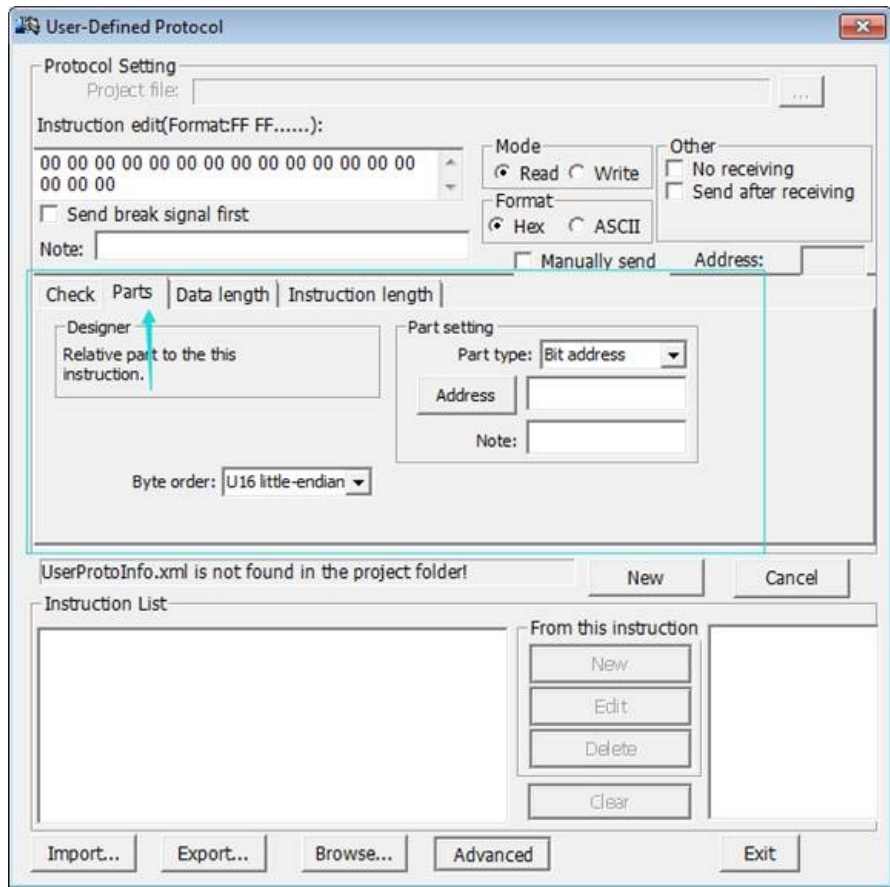 User-Defined Protocol
Protocol Setting
Project file:
...
Instruction edit(Format:FF FF......):
00 00 00 00 00 00 00 00 00 00 00 00 00 00
00 00 00
Send break signal first
Note:
Mode
Read
Write
Format
Hex
ASCII
Other
No receiving
Send after receiving
Manually send
Address:
Check
Parts
Data length
Instruction length
Designer
Relative part to the this
instruction.
Part setting
Part type: Bit address
Address
Note:
Byte order: U16 little-endian
UserProtoInfo.xml is not found in the project folder!
New
Cancel
Instruction List
From this instruction
New
Edit
Delete
Clear
Import...
Export...
Browse...
Advanced
Exit